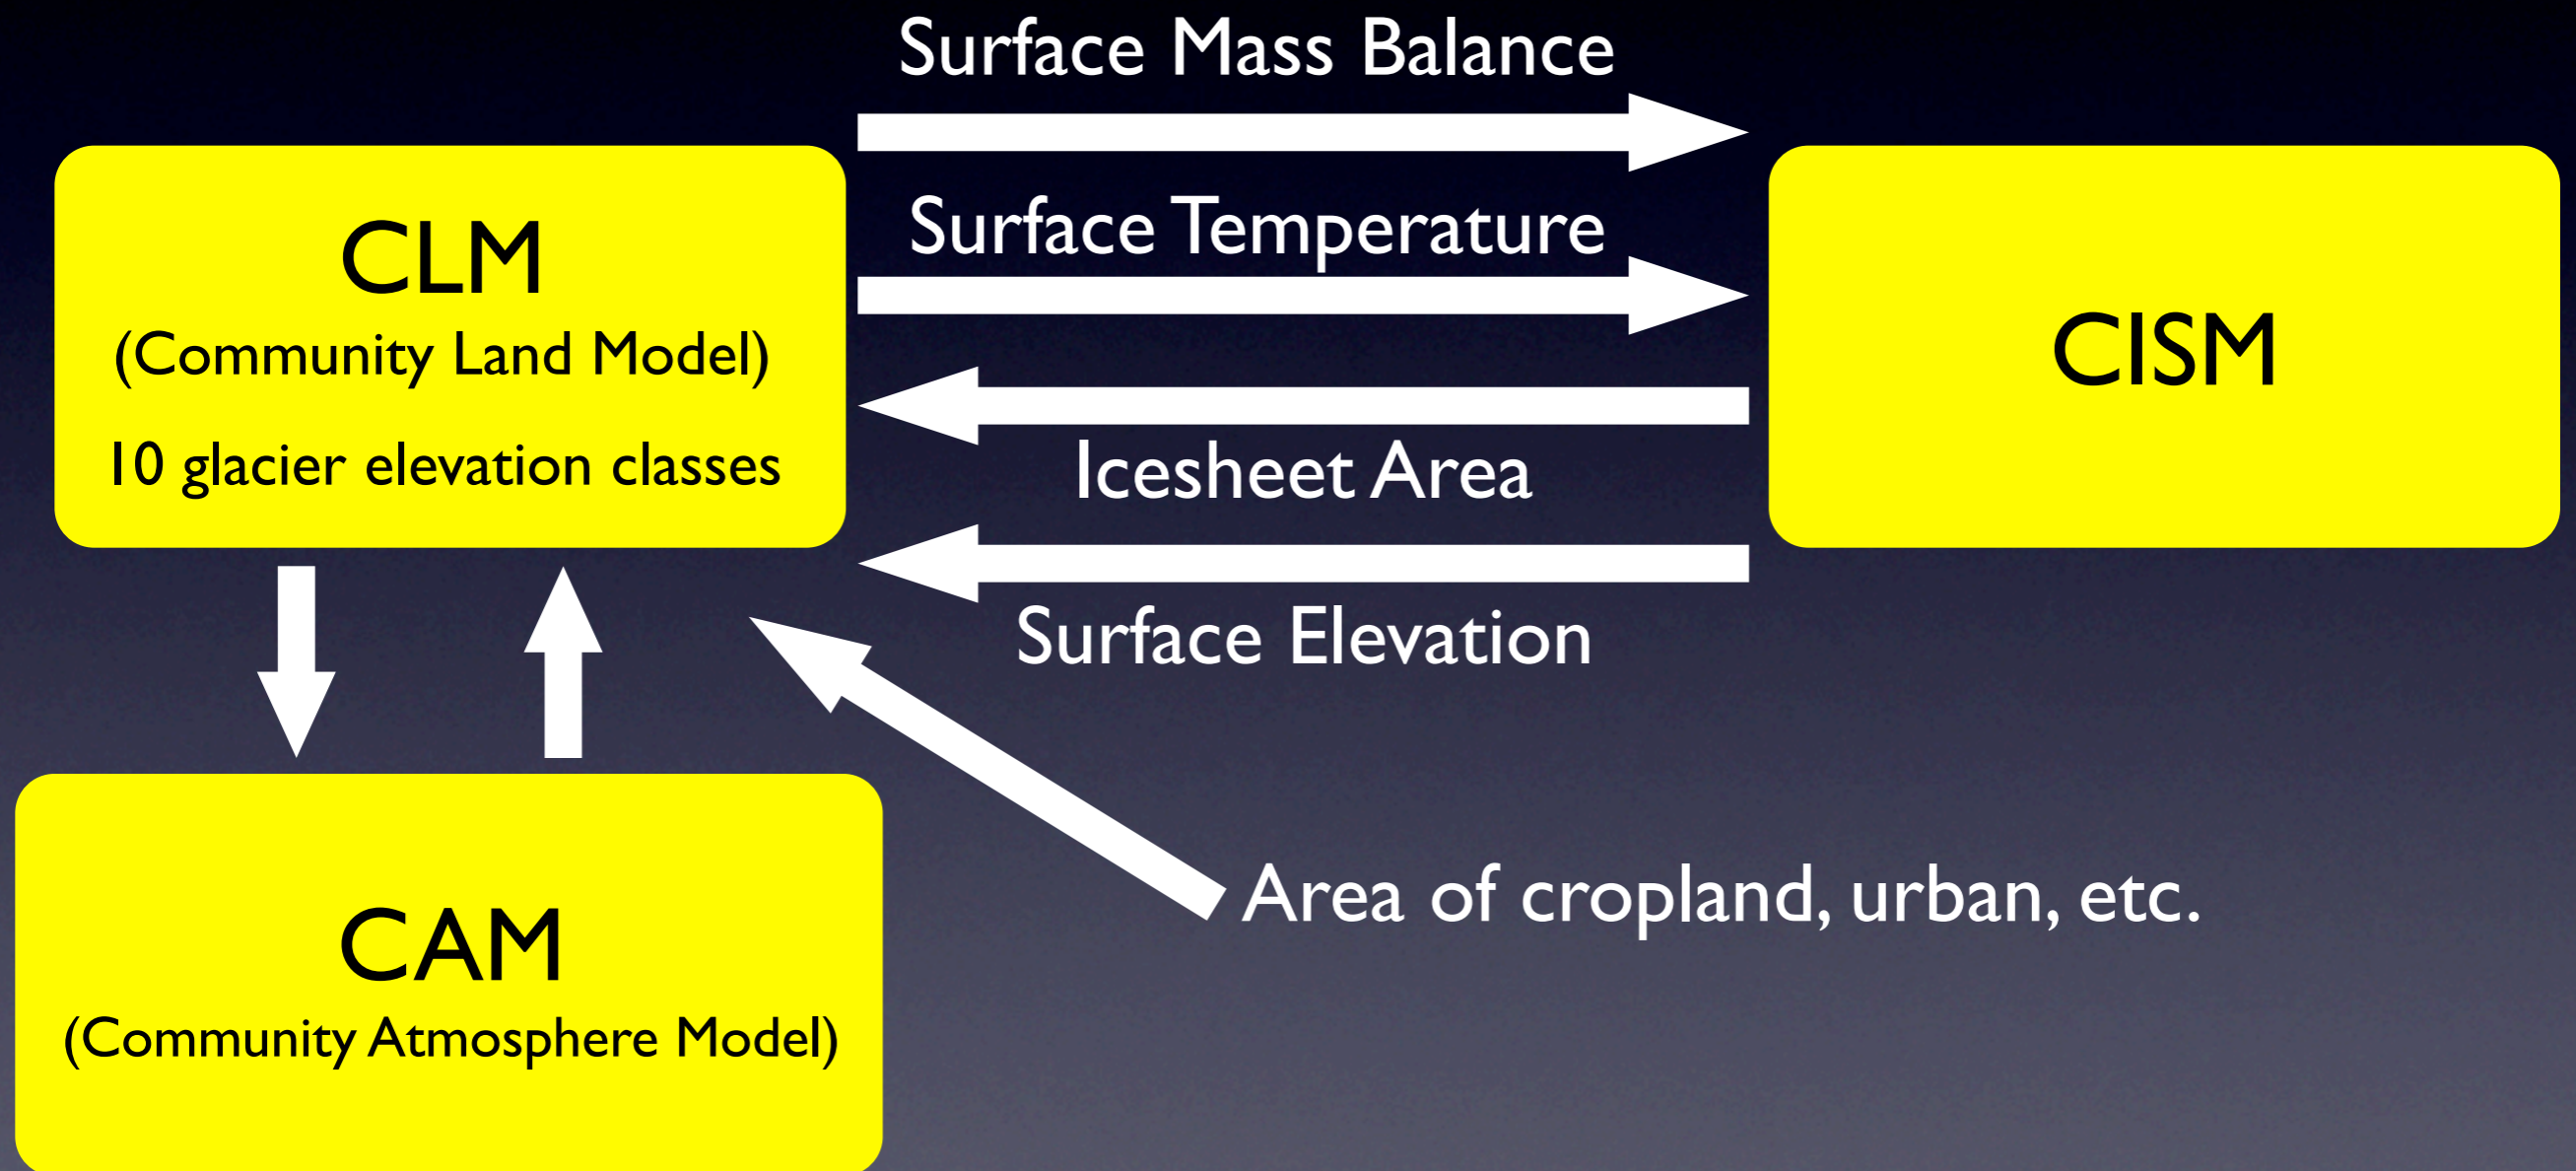 Surface Mass Balance
CLM
(Community Land Model)
10 glacier elevation classes
Surface Temperature
CISM
Icesheet Area
Surface Elevation
Area of cropland, urban, etc.
CAM
(Community Atmosphere Model)